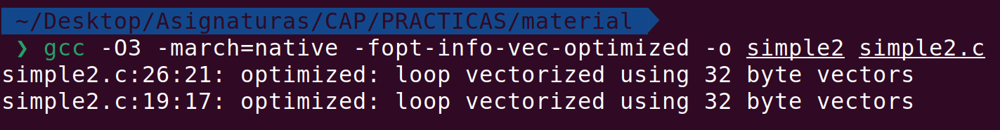 ~/Desktop/Asignaturas/CAP/PRACTICAS/material
❯ gcc -O3 -march=native -fopt-info-vec-optimized -o simple2 simple2.c
simple2.c:26:21: optimized: loop vectorized using 32 byte vectors
simple2.c:19:17: optimized: loop vectorized using 32 byte vectors